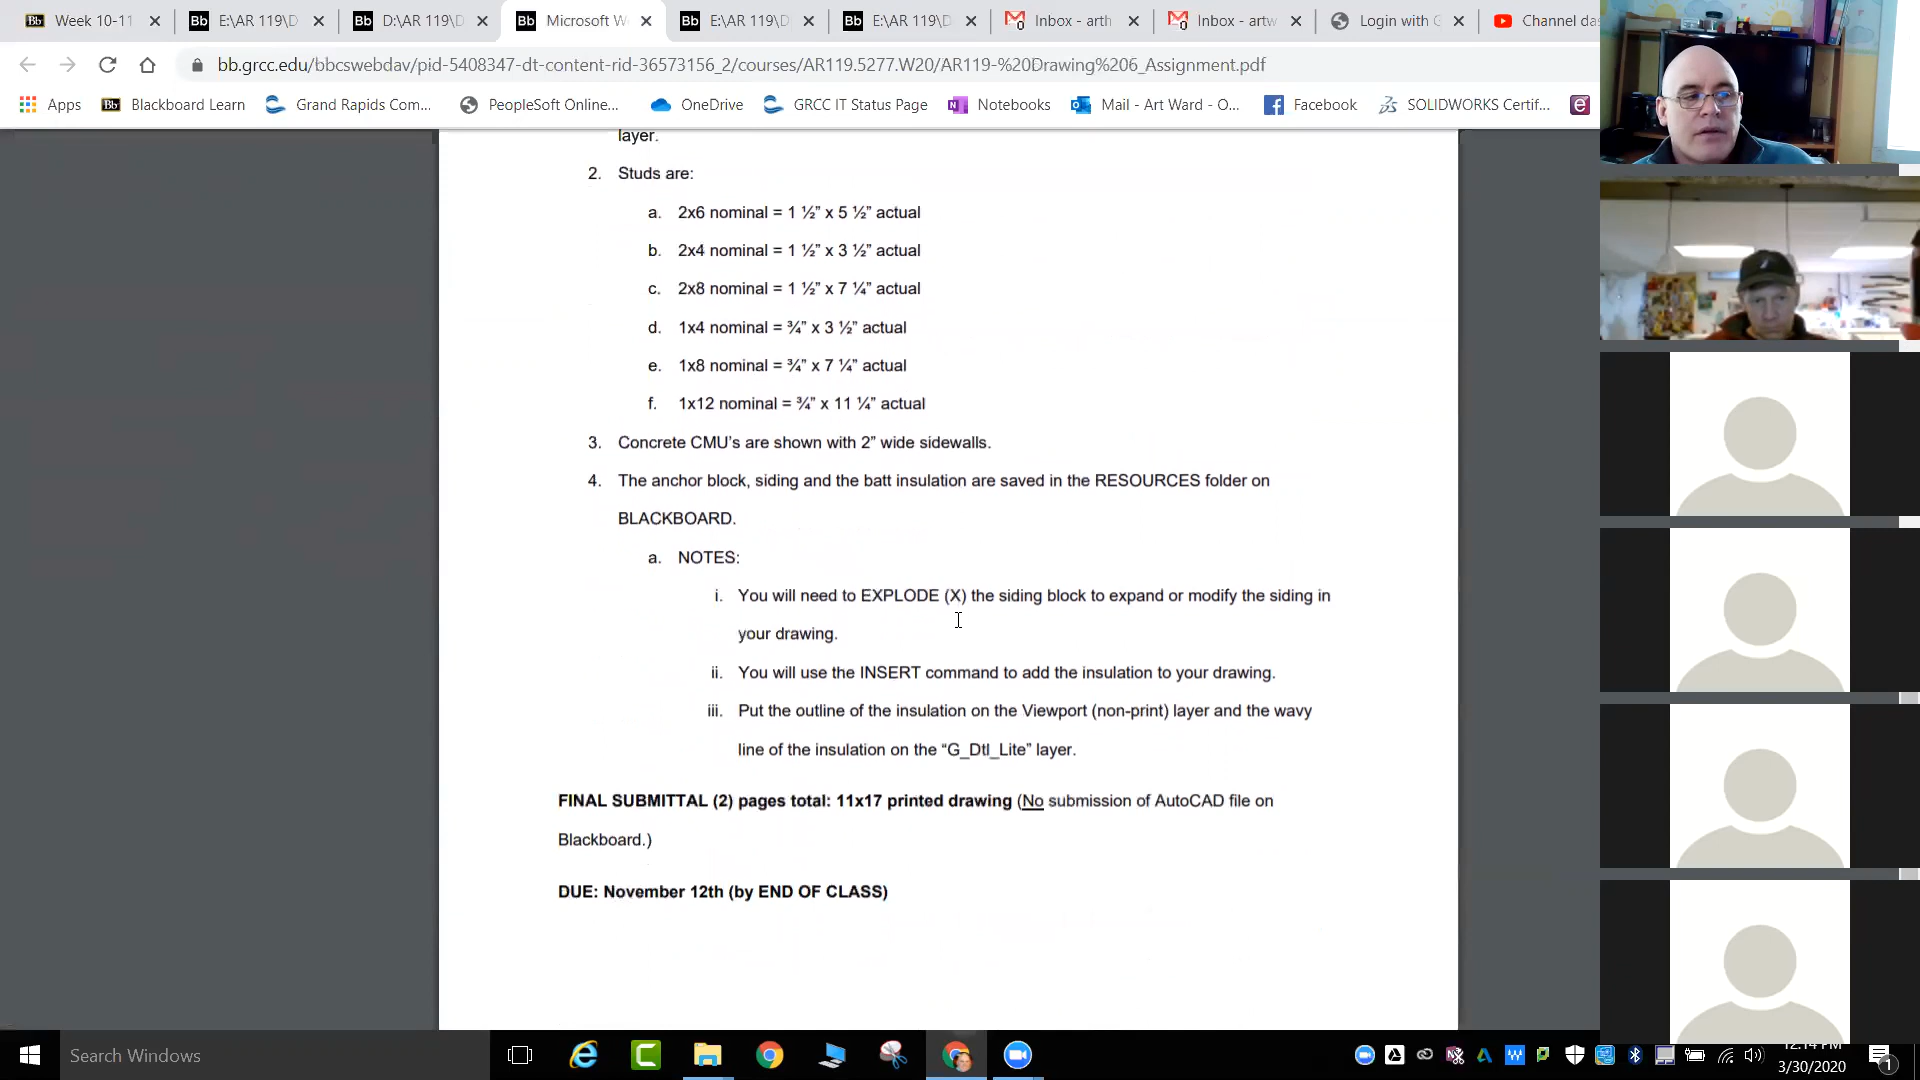 Week 10-11
E:\AR 119\D
D:\AR 119\D
Microsoft W
E:\AR 119\D
E:\AR 119\D
Inbox - arth
Inbox - artw
Login with G
Channel das
bb.grcc.edu/bbcswebdav/pid-5408347-dt-content-rid-36573156_2/courses/AR119.5277.W20/AR119-%20Drawing%206_Assignment.pdf
Apps
Blackboard Learn
Grand Rapids Com...
PeopleSoft Online...
OneDrive
GRCC IT Status Page
Notebooks
Mail - Art Ward - O...
Facebook
SOLIDWORKS Certif...
layer.
2. Studs are:
a. 2x6 nominal = 1 ½” x 5 ½” actual
b. 2x4 nominal = 1 ½” x 3 ½” actual
c. 2x8 nominal = 1 ½” x 7 ¼” actual
d. 1x4 nominal = ¾” x 3 ½” actual
e. 1x8 nominal = ¾” x 7 ¼” actual
f. 1x12 nominal = ¾” x 11 ¼” actual
3. Concrete CMU’s are shown with 2” wide sidewalls.
4. The anchor block, siding and the batt insulation are saved in the RESOURCES folder on
BLACKBOARD.
a. NOTES:
i. You will need to EXPLODE (X) the siding block to expand or modify the siding in
your drawing.
ii. You will use the INSERT command to add the insulation to your drawing.
iii. Put the outline of the insulation on the Viewport (non-print) layer and the wavy
line of the insulation on the “G_Dtl_Lite” layer.
FINAL SUBMITTAL (2) pages total: 11x17 printed drawing (No submission of AutoCAD file on
Blackboard.)
DUE: November 12th (by END OF CLASS)
Search Windows
12:14 PM
3/30/2020
1